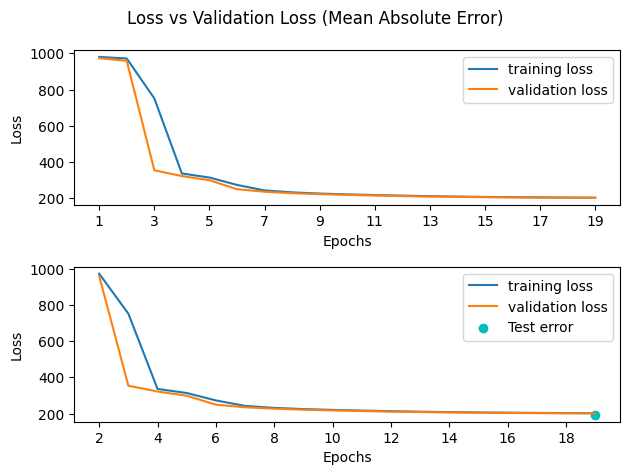 Loss vs Validation Loss (Mean Absolute Error)
1000
800
600
400
200
Loss
training loss
validation loss
1 3 5 7 9 11 13 15 17 19
Epochs
1000
800
600
400
200
Loss
training loss
validation loss
Test error
2 4 6 8 10 12 14 16 18
Epochs